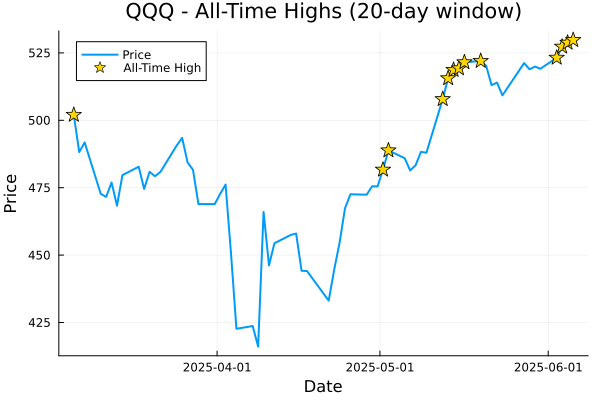 QQQ - All-Time Highs (20-day window)
Price
All-Time High
525
500
475
450
425
Price
2025-04-01
2025-05-01
2025-06-01
Date